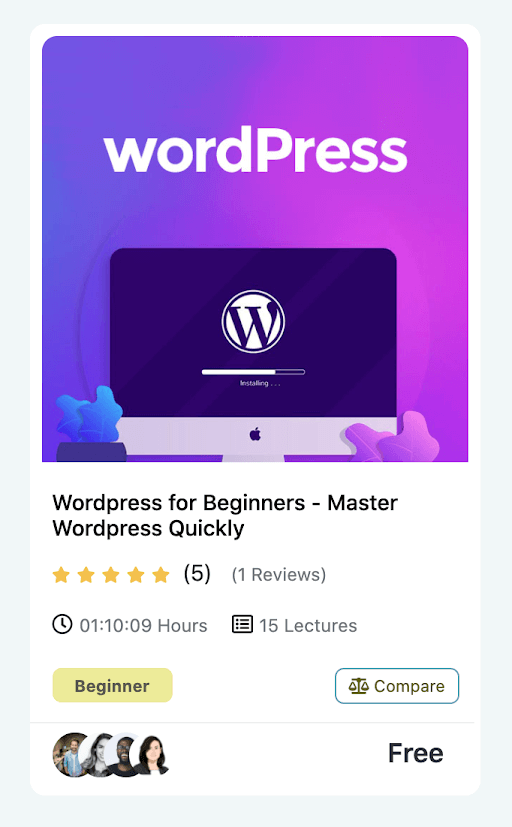 wordPress
W
Installing . . .
Wordpress for Beginners - Master
Wordpress Quickly
(5) (1 Reviews)
01:10:09 Hours 15 Lectures
Beginner Compare
Free